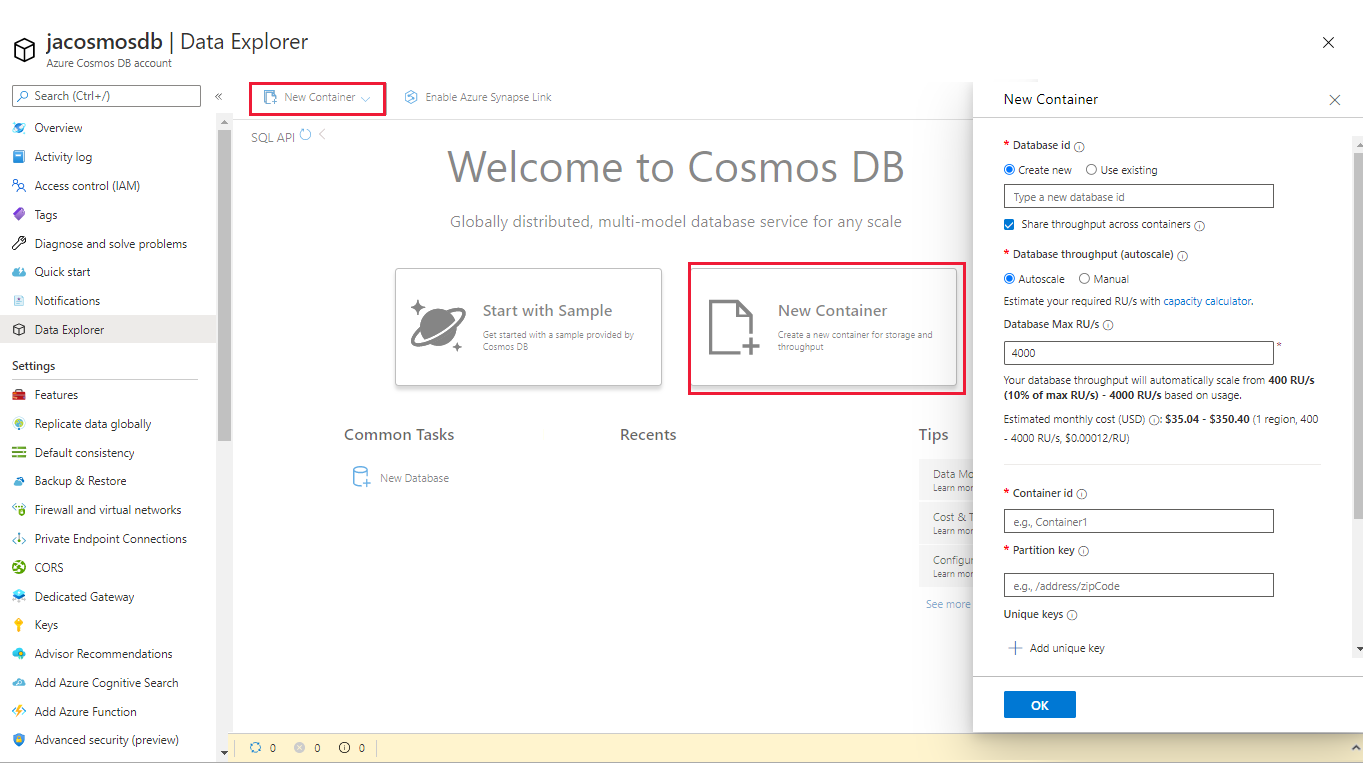 jacosmosdb | Data Explorer
Azure Cosmos DB account
Search (Ctrl+/)
«
Overview
Activity log
Access control (IAM)
Tags
Diagnose and solve problems
Quick start
Notifications
Data Explorer
Settings
Features
Replicate data globally
Default consistency
Backup & Restore
Firewall and virtual networks
Private Endpoint Connections
CORS
Dedicated Gateway
Keys
Advisor Recommendations
Add Azure Cognitive Search
Add Azure Function
Advanced security (preview)
New Container
Enable Azure Synapse Link
SQL API
Welcome to Cosmos DB
Globally distributed, multi-model database service for any scale
Start with Sample
Get started with a sample provided by
Cosmos DB
New Container
Create a new container for storage and
throughput
Common Tasks
New Database
Recents
Tips
Data Mo
Learn mor
Cost & T
Learn mor
Configur
Learn mor
See more
0 0 0
New Container
* Database id
Create new Use existing
Type a new database id
Share throughput across containers
* Database throughput (autoscale)
Autoscale Manual
Estimate your required RU/s with capacity calculator.
Database Max RU/s
4000 *
Your database throughput will automatically scale from 400 RU/s
(10% of max RU/s) - 4000 RU/s based on usage.
Estimated monthly cost (USD) : $35.04 - $350.40 (1 region, 400
- 4000 RU/s, $0.00012/RU)
* Container id
e.g., Container1
* Partition key
e.g., /address/zipCode
Unique keys
Add unique key
OK